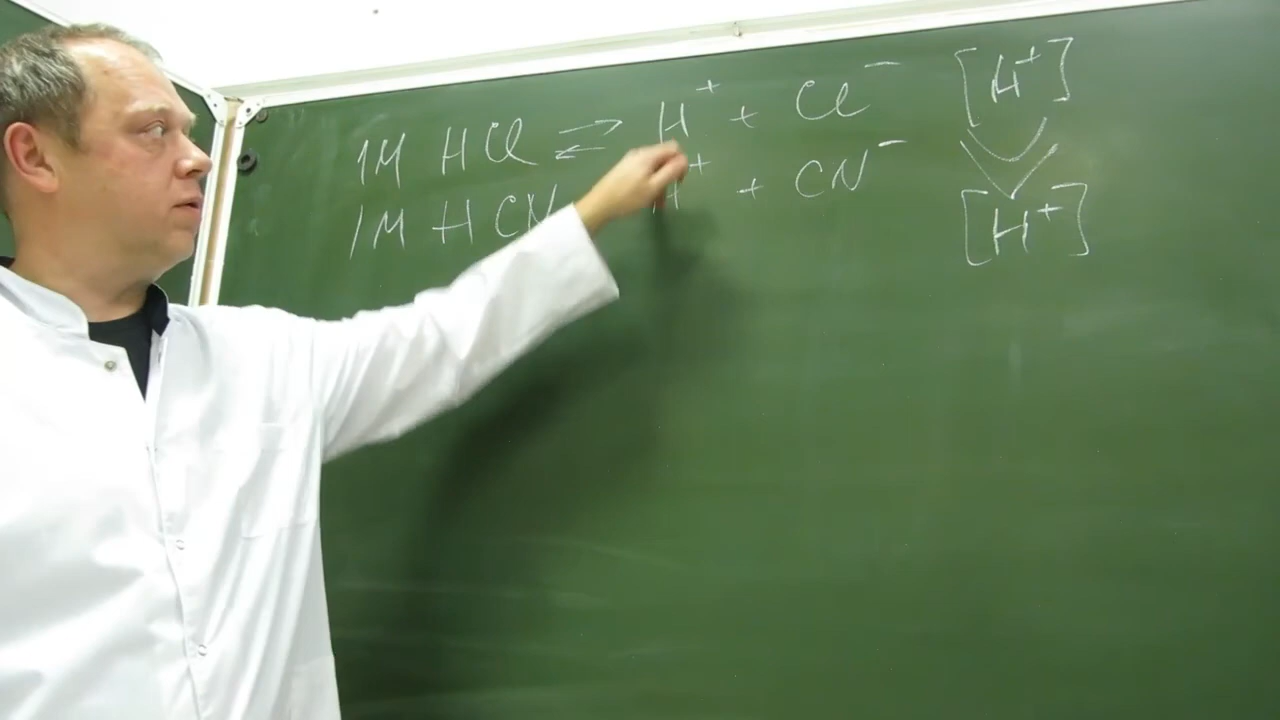 1M HCl ⇄ H⁺ + Cl⁻ [H⁺]
1M HCN H⁺ + CN⁻ [H⁺]